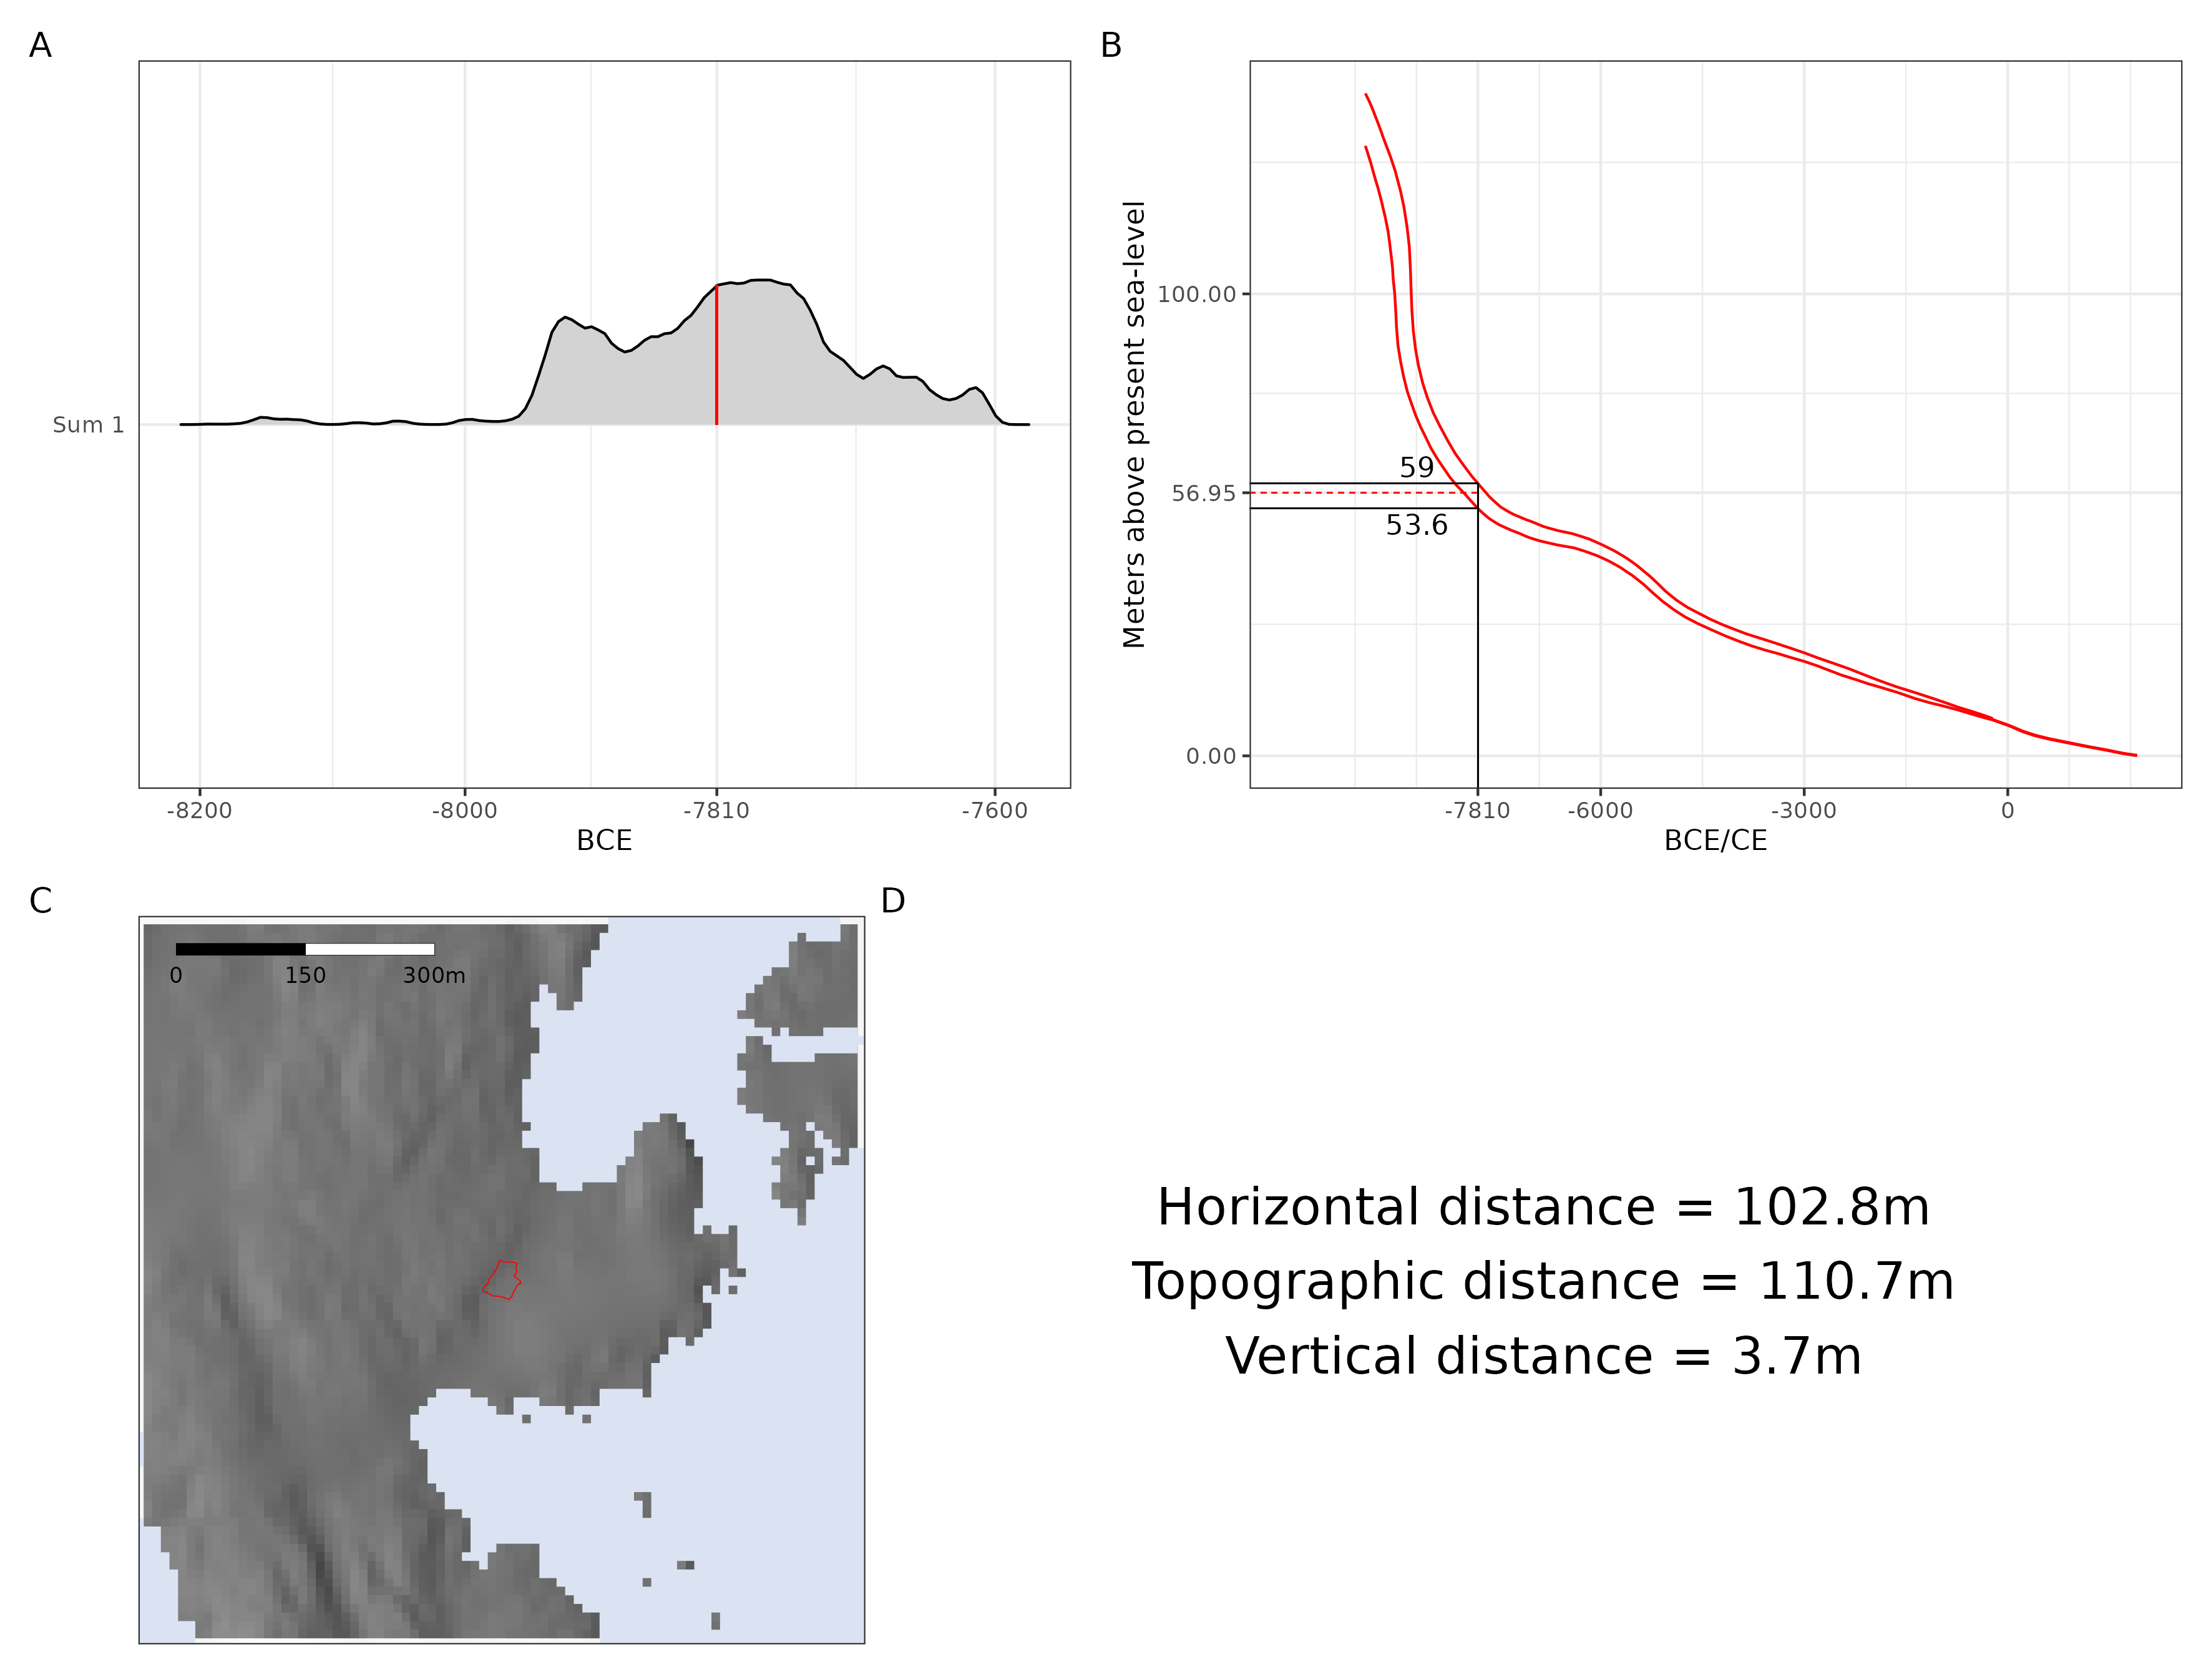 A
Sum 1
-8200 -8000 -7810 -7600
BCE
B
Meters above present sea-level
100.00
59
56.95
53.6
0.00
-7810 -6000 -3000 0
BCE/CE
C
0 150 300m
D
Horizontal distance = 102.8m
Topographic distance = 110.7m
Vertical distance = 3.7m